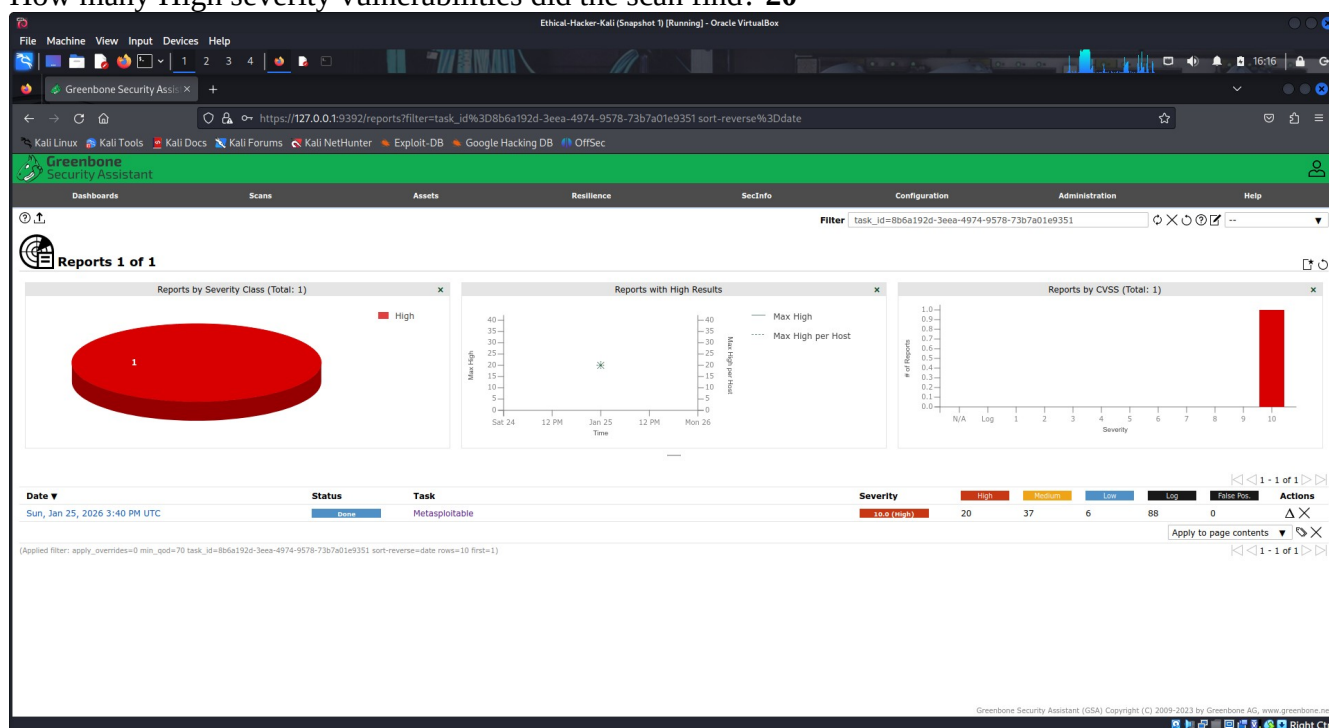 How many High severity vulnerabilities did the scan find? 20
Ethical-Hacker-Kali (Snapshot 1) [Running] - Oracle VirtualBox
File Machine View Input Devices Help
1 2 3 4 16:16
Greenbone Security Assis × +
https://127.0.0.1:9392/reports?filter=task_id%3D8b6a192d-3eea-4974-9578-73b7a01e9351 sort-reverse%3Ddate
Kali Linux Kali Tools Kali Docs Kali Forums Kali NetHunter Exploit-DB Google Hacking DB OffSec
Greenbone
Security Assistant
Dashboards Scans Assets Resilience SecInfo Configuration Administration Help
Filter task_id=8b6a192d-3eea-4974-9578-73b7a01e9351 --
Reports 1 of 1
Reports by Severity Class (Total: 1) ×
High
1
Reports with High Results ×
Max High
Max High per Host
Max High
40
35
30
25
20
15
10
5
0
40
35
30
25
20
15
10
5
0
Max High per Host
Sat 24 12 PM Jan 25 12 PM Mon 26
Time
Reports by CVSS (Total: 1) ×
# of Reports
1.0
0.9
0.8
0.7
0.6
0.5
0.4
0.3
0.2
0.1
0.0
N/A Log 1 2 3 4 5 6 7 8 9 10
Severity
1 - 1 of 1
Date ▼ Status Task Severity High Medium Low Log False Pos. Actions
Sun, Jan 25, 2026 3:40 PM UTC Done Metasploitable 10.0 (High) 20 37 6 88 0
Apply to page contents ▼
(Applied filter: apply_overrides=0 min_qod=70 task_id=8b6a192d-3eea-4974-9578-73b7a01e9351 sort-reverse=date rows=10 first=1)
1 - 1 of 1
Greenbone Security Assistant (GSA) Copyright (C) 2009-2023 by Greenbone AG, www.greenbone.ne
Right Ct